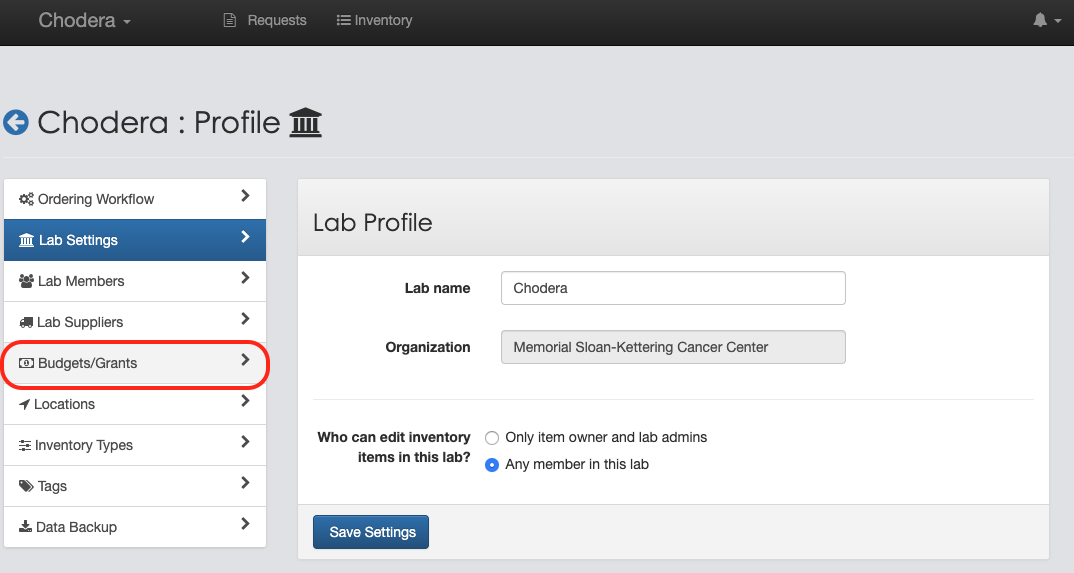 Chodera
Requests
Inventory
Chodera : Profile
Ordering Workflow
Lab Settings
Lab Members
Lab Suppliers
Budgets/Grants
Locations
Inventory Types
Tags
Data Backup
Lab Profile
Lab name
Chodera
Organization
Memorial Sloan-Kettering Cancer Center
Who can edit inventory
items in this lab?
Only item owner and lab admins
Any member in this lab
Save Settings